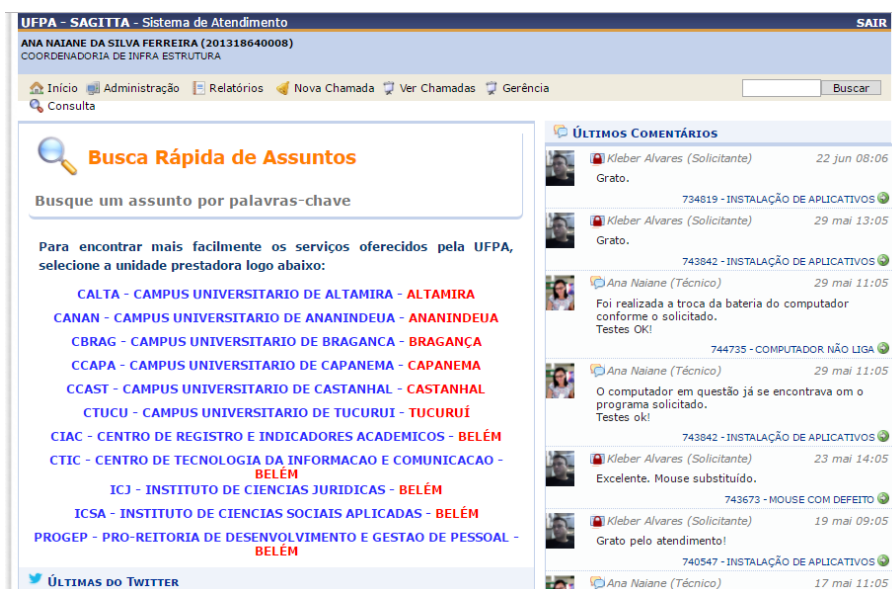 UFPA - SAGITTA - Sistema de Atendimento
SAIR
ANA NAIANE DA SILVA FERREIRA (201318640008)
COORDENADORIA DE INFRA ESTRUTURA
Início Administração Relatórios Nova Chamada Ver Chamadas Gerência
Buscar
Consulta
Busca Rápida de Assuntos
Busque um assunto por palavras-chave
Para encontrar mais facilmente os serviços oferecidos pela UFPA,
selecione a unidade prestadora logo abaixo:
CALTA - CAMPUS UNIVERSITARIO DE ALTAMIRA - ALTAMIRA
CANAN - CAMPUS UNIVERSITARIO DE ANANINDEUA - ANANINDEUA
CBRAG - CAMPUS UNIVERSITARIO DE BRAGANCA - BRAGANÇA
CCAPA - CAMPUS UNIVERSITARIO DE CAPANEMA - CAPANEMA
CCAST - CAMPUS UNIVERSITARIO DE CASTANHAL - CASTANHAL
CTUCU - CAMPUS UNIVERSITARIO DE TUCURUI - TUCURUÍ
CIAC - CENTRO DE REGISTRO E INDICADORES ACADEMICOS - BELÉM
CTIC - CENTRO DE TECNOLOGIA DA INFORMACAO E COMUNICACAO -
BELÉM
ICJ - INSTITUTO DE CIENCIAS JURIDICAS - BELÉM
ICSA - INSTITUTO DE CIENCIAS SOCIAIS APLICADAS - BELÉM
PROGEP - PRO-REITORIA DE DESENVOLVIMENTO E GESTAO DE PESSOAL -
BELÉM
ÚLTIMAS DO TWITTER
ÚLTIMOS COMENTÁRIOS
Kleber Alvares (Solicitante) 22 jun 08:06
Grato.
734819 - INSTALAÇÃO DE APLICATIVOS
Kleber Alvares (Solicitante) 29 mai 13:05
Grato.
743842 - INSTALAÇÃO DE APLICATIVOS
Ana Naiane (Técnico) 29 mai 11:05
Foi realizada a troca da bateria do computador
conforme o solicitado.
Testes OK!
744735 - COMPUTADOR NÃO LIGA
Ana Naiane (Técnico) 29 mai 11:05
O computador em questão já se encontrava om o
programa solicitado.
Testes ok!
743842 - INSTALAÇÃO DE APLICATIVOS
Kleber Alvares (Solicitante) 23 mai 14:05
Excelente. Mouse substituído.
743673 - MOUSE COM DEFEITO
Kleber Alvares (Solicitante) 19 mai 09:05
Grato pelo atendimento!
740547 - INSTALAÇÃO DE APLICATIVOS
Ana Naiane (Técnico) 17 mai 11:05